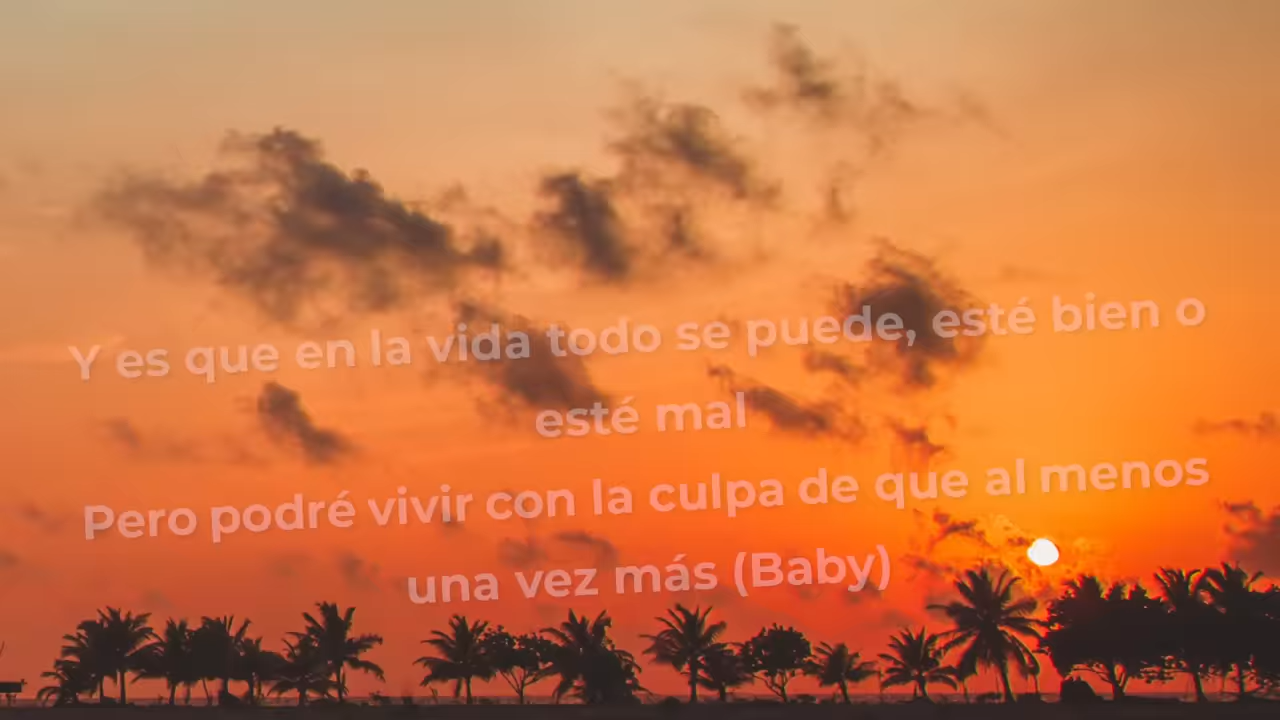 Y es que en la vida todo se puede, esté bien o
esté mal
Pero podré vivir con la culpa de que al menos
una vez más (Baby)